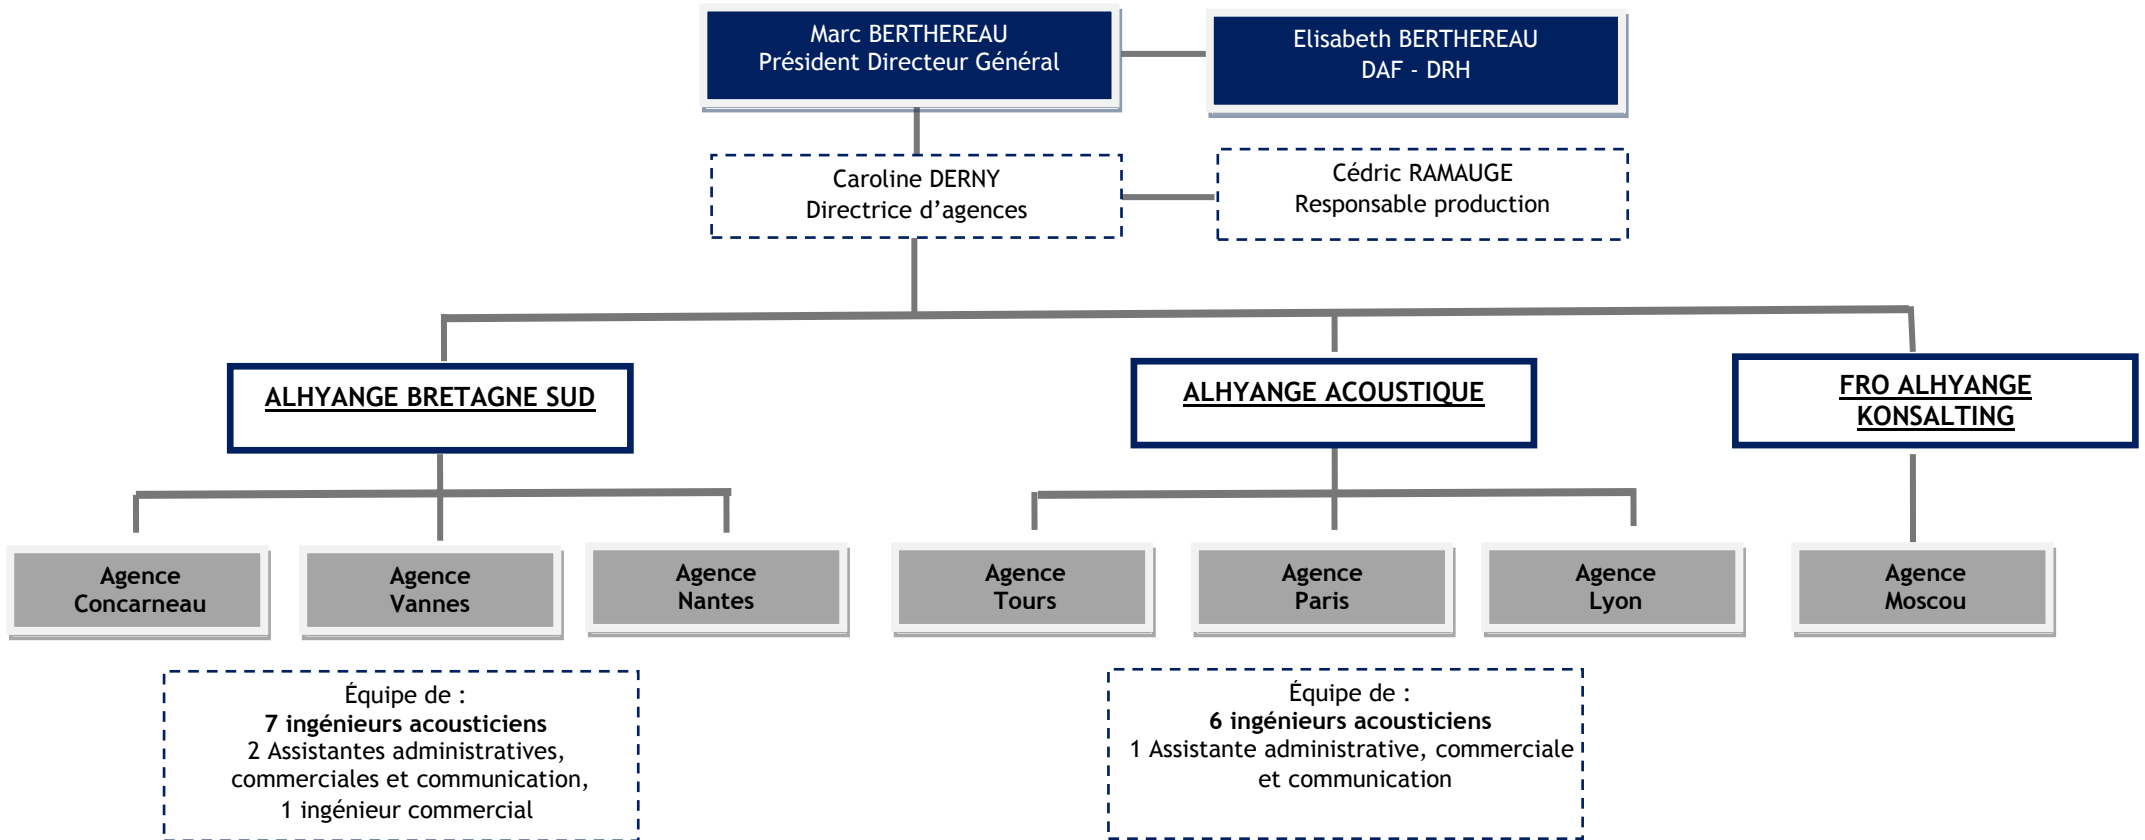 Marc BERTHEREAU
Président Directeur Général
Elisabeth BERTHEREAU
DAF - DRH
Caroline DERNY
Directrice d’agences
Cédric RAMAUGE
Responsable production
ALHYANGE BRETAGNE SUD
ALHYANGE ACOUSTIQUE
FRO ALHYANGE
KONSALTING
Agence
Concarneau
Agence
Vannes
Agence
Nantes
Agence
Tours
Agence
Paris
Agence
Lyon
Agence
Moscou
Équipe de :
7 ingénieurs acousticiens
2 Assistantes administratives,
commerciales et communication,
1 ingénieur commercial
Équipe de :
6 ingénieurs acousticiens
1 Assistante administrative, commerciale
et communication